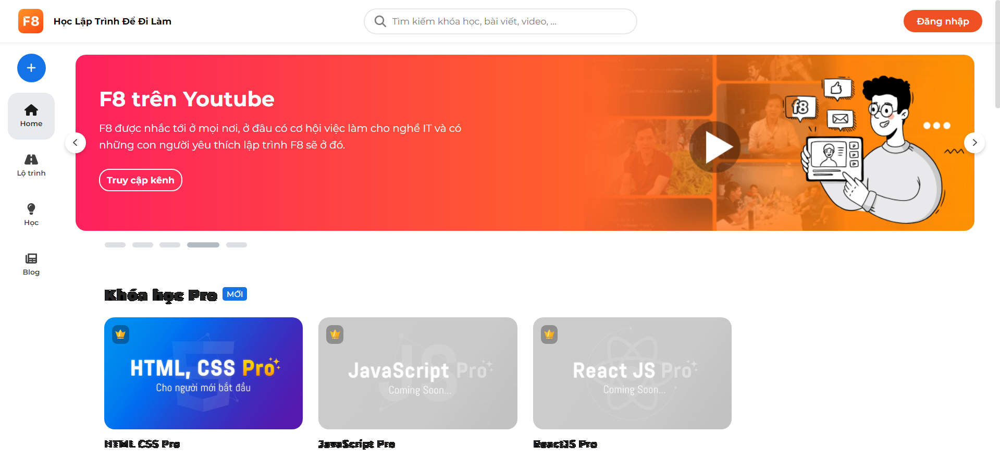 F8
Học Lập Trình Để Đi Làm
Tìm kiếm khóa học, bài viết, video, ...
Đăng nhập
Home
Lộ trình
Học
Blog
F8 trên Youtube
F8 được nhắc tới ở mọi nơi, ở đâu có cơ hội việc làm cho nghề IT và có
những con người yêu thích lập trình F8 sẽ ở đó.
Truy cập kênh
f8
Khóa học Pro
MỚI
HTML, CSS Pro
Cho người mới bắt đầu
JS
JavaScript Pro
Coming Soon...
React JS Pro
Coming Soon...
HTML CSS Pro
JavaScript Pro
ReactJS Pro